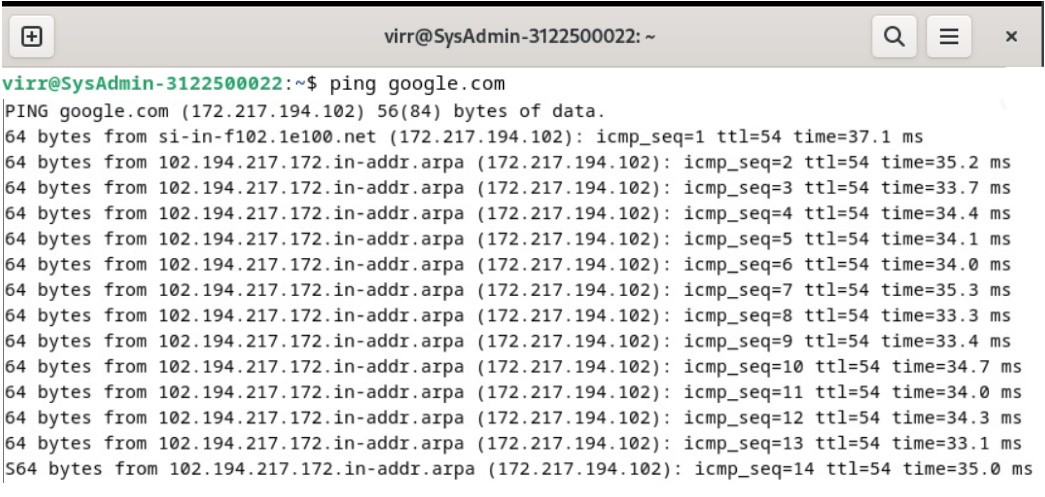 virr@SysAdmin-3122500022: ~
virr@SysAdmin-3122500022:~$ ping google.com
PING google.com (172.217.194.102) 56(84) bytes of data.
64 bytes from si-in-f102.1e100.net (172.217.194.102): icmp_seq=1 ttl=54 time=37.1 ms
64 bytes from 102.194.217.172.in-addr.arpa (172.217.194.102): icmp_seq=2 ttl=54 time=35.2 ms
64 bytes from 102.194.217.172.in-addr.arpa (172.217.194.102): icmp_seq=3 ttl=54 time=33.7 ms
64 bytes from 102.194.217.172.in-addr.arpa (172.217.194.102): icmp_seq=4 ttl=54 time=34.4 ms
64 bytes from 102.194.217.172.in-addr.arpa (172.217.194.102): icmp_seq=5 ttl=54 time=34.1 ms
64 bytes from 102.194.217.172.in-addr.arpa (172.217.194.102): icmp_seq=6 ttl=54 time=34.0 ms
64 bytes from 102.194.217.172.in-addr.arpa (172.217.194.102): icmp_seq=7 ttl=54 time=35.3 ms
64 bytes from 102.194.217.172.in-addr.arpa (172.217.194.102): icmp_seq=8 ttl=54 time=33.3 ms
64 bytes from 102.194.217.172.in-addr.arpa (172.217.194.102): icmp_seq=9 ttl=54 time=33.4 ms
64 bytes from 102.194.217.172.in-addr.arpa (172.217.194.102): icmp_seq=10 ttl=54 time=34.7 ms
64 bytes from 102.194.217.172.in-addr.arpa (172.217.194.102): icmp_seq=11 ttl=54 time=34.0 ms
64 bytes from 102.194.217.172.in-addr.arpa (172.217.194.102): icmp_seq=12 ttl=54 time=34.3 ms
64 bytes from 102.194.217.172.in-addr.arpa (172.217.194.102): icmp_seq=13 ttl=54 time=33.1 ms
S64 bytes from 102.194.217.172.in-addr.arpa (172.217.194.102): icmp_seq=14 ttl=54 time=35.0 ms